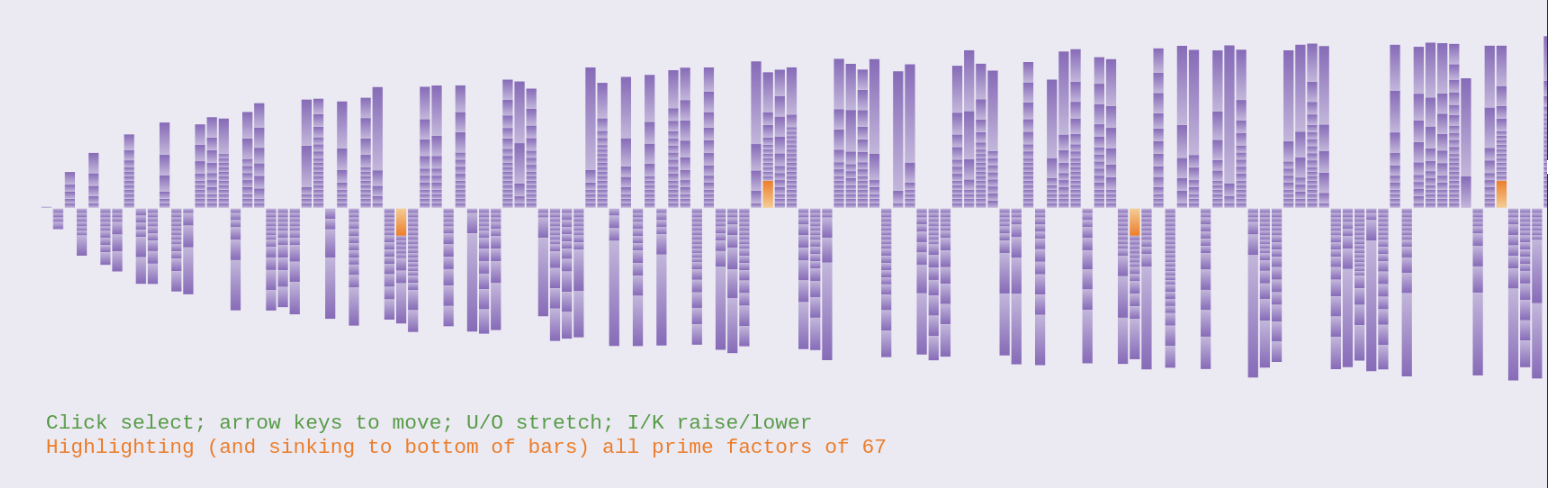 Click select; arrow keys to move; U/O stretch; I/K raise/lower
Highlighting (and sinking to bottom of bars) all prime factors of 67